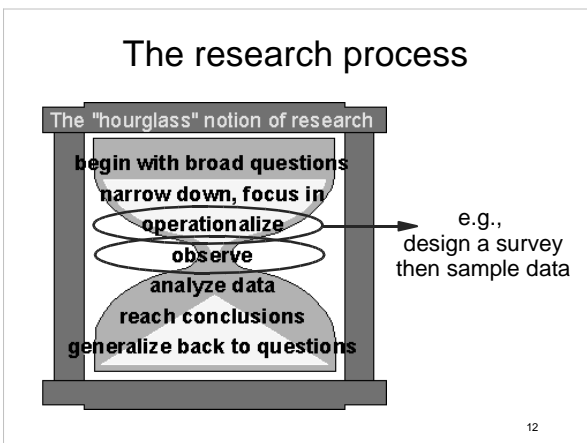 The research process
The "hourglass" notion of research
begin with broad questions
narrow down, focus in
operationalize
observe
analyze data
reach conclusions
generalize back to questions
e.g.,
design a survey
then sample data
12